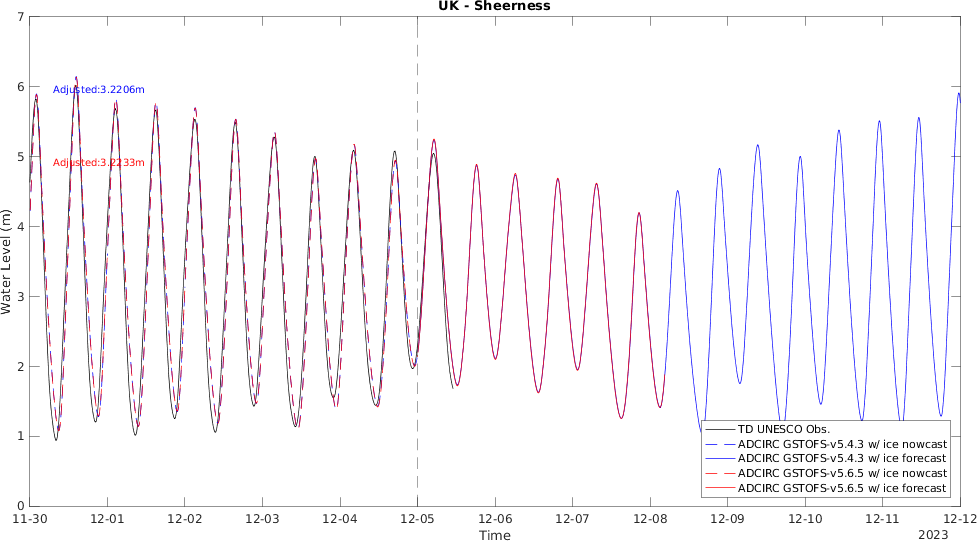 UK - Sheerness
7
6
5
4
3
2
1
0
Water Level (m)
Adjusted:3.2206m
Adjusted:3.2233m
TD UNESCO Obs.
ADCIRC GSTOFS-v5.4.3 w/ ice nowcast
ADCIRC GSTOFS-v5.4.3 w/ ice forecast
ADCIRC GSTOFS-v5.6.5 w/ ice nowcast
ADCIRC GSTOFS-v5.6.5 w/ ice forecast
11-30 12-01 12-02 12-03 12-04 12-05 12-06 12-07 12-08 12-09 12-10 12-11 12-12
Time
2023